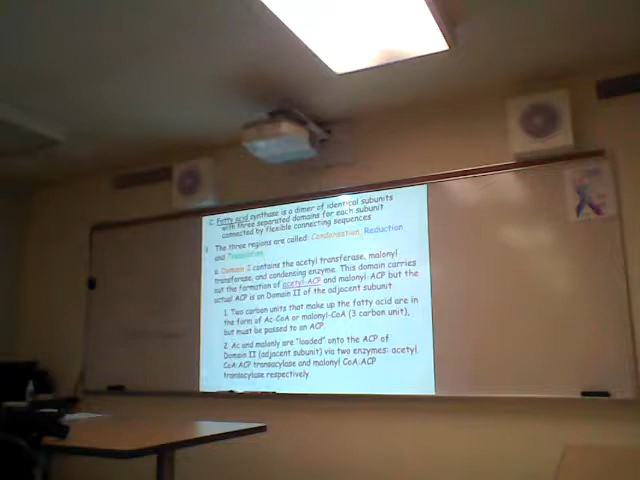 C. Fatty acid synthase is a dimer of identical subunits
with three separated domains for each subunit
connected by flexible connecting sequences
The three regions are called: Condensation, Reduction
and Translation
a. Domain I contains the acetyl transferase, malonyl
transferase, and condensing enzyme. This domain carries
out the formation of acetyl-ACP and malonyl-ACP but the
actual ACP is on Domain II of the adjacent subunit
1. Two carbon units that make up the fatty acid are in
the form of Ac-CoA or malonyl-CoA (3 carbon unit),
but must be passed to an ACP
2. Ac and malonly are "loaded" onto the ACP of
Domain II (adjacent subunit) via two enzymes: acetyl
CoA:ACP transacylase and malonyl CoA:ACP
transacylase respectively